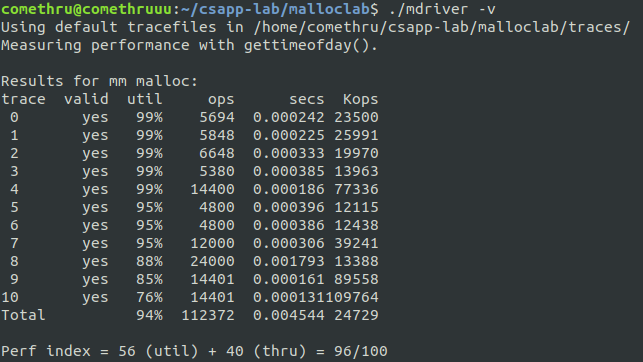 comethru@comethruuu:~/csapp-lab/malloclab$ ./mdriver -v
Using default tracefiles in /home/comethru/csapp-lab/malloclab/traces/
Measuring performance with gettimeofday().

Results for mm malloc:
trace  valid  util     ops      secs  Kops
 0       yes   99%    5694  0.000242 23500
 1       yes   99%    5848  0.000225 25991
 2       yes   99%    6648  0.000333 19970
 3       yes   99%    5380  0.000385 13963
 4       yes   99%   14400  0.000186 77336
 5       yes   95%    4800  0.000396 12115
 6       yes   95%    4800  0.000386 12438
 7       yes   95%   12000  0.000306 39241
 8       yes   88%   24000  0.001793 13388
 9       yes   85%   14401  0.000161 89558
10       yes   76%   14401  0.000131109764
Total          94%  112372  0.004544 24729

Perf index = 56 (util) + 40 (thru) = 96/100